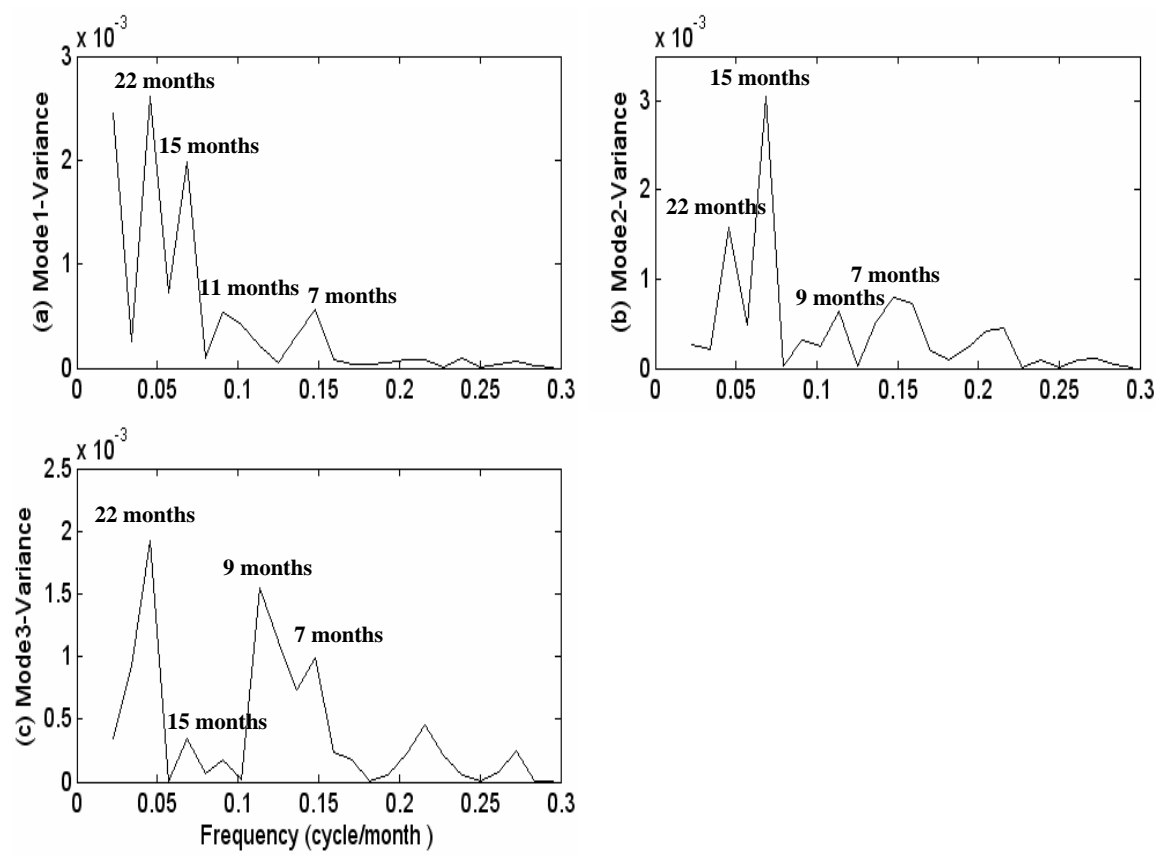 x 10-3
3
2
1
0
22 months
15 months
11 months
7 months
0 0.05 0.1 0.15 0.2 0.25 0.3
(a) Mode1-Variance
x 10-3
3
2
1
0
15 months
22 months
7 months
9 months
0 0.05 0.1 0.15 0.2 0.25 0.3
(b) Mode2-Variance
x 10-3
2.5
2
1.5
1
0.5
0
22 months
9 months
7 months
15 months
0 0.05 0.1 0.15 0.2 0.25 0.3
(c) Mode3-Variance
Frequency (cycle/month )